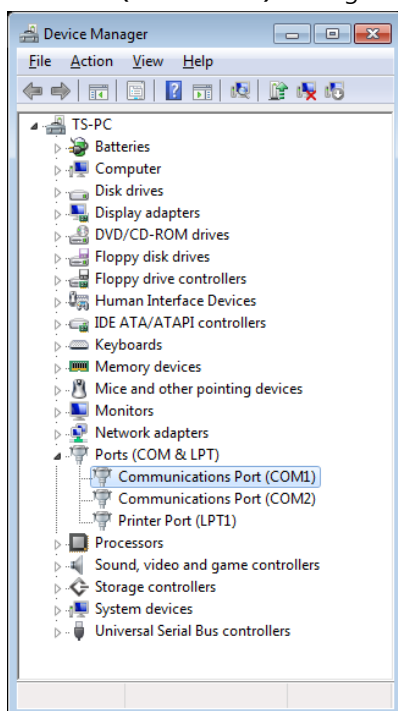 Device Manager
File Action View Help
TS-PC
Batteries
Computer
Disk drives
Display adapters
DVD/CD-ROM drives
Floppy disk drives
Floppy drive controllers
Human Interface Devices
IDE ATA/ATAPI controllers
Keyboards
Memory devices
Mice and other pointing devices
Monitors
Network adapters
Ports (COM & LPT)
Communications Port (COM1)
Communications Port (COM2)
Printer Port (LPT1)
Processors
Sound, video and game controllers
Storage controllers
System devices
Universal Serial Bus controllers